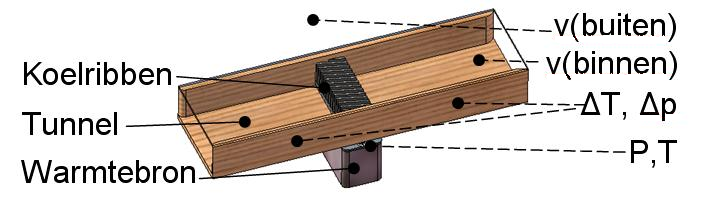 v(buiten)
Koelribben
v(binnen)
Tunnel
ΔT, Δp
Warmtebron
P,T